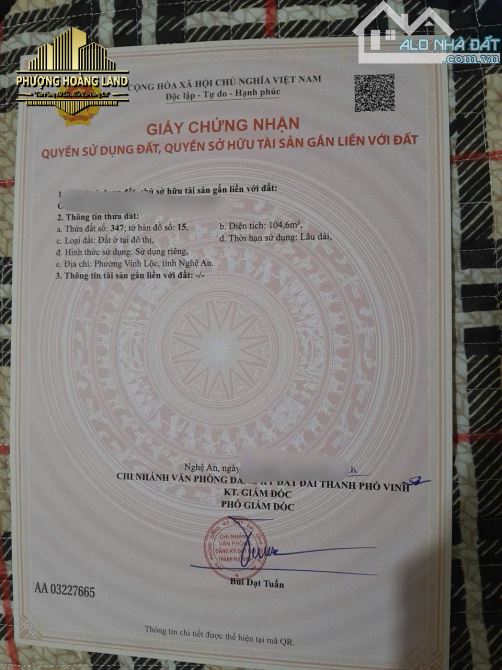 PHƯỢNG HOÀNG LAND
ALO NHÀ ĐẤT
.com.vn
CỘNG HÒA XÃ HỘI CHỦ NGHĨA VIỆT NAM
Độc lập - Tự do - Hạnh phúc
GIẤY CHỨNG NHẬN
QUYỀN SỬ DỤNG ĐẤT, QUYỀN SỞ HỮU TÀI SẢN GẮN LIỀN VỚI ĐẤT
sở hữu tài sản gắn liền với đất:
2. Thông tin thửa đất:
a. Thửa đất số: 347; tờ bản đồ số: 15, b. Diện tích: 104,6m²,
c. Loại đất: Đất ở tại đô thị, d. Thời hạn sử dụng: Lâu dài,
đ. Hình thức sử dụng: Sử dụng riêng,
e. Địa chỉ: Phường Vinh Lộc, tỉnh Nghệ An.
3. Thông tin tài sản gắn liền với đất: -/-
Nghệ An, ngày
CHI NHÁNH VĂN PHÒNG ĐĂNG KÝ ĐẤT ĐAI THÀNH PHỐ VINH
KT. GIÁM ĐỐC
PHÓ GIÁM ĐỐC
CHI NHÁNH
VĂN PHÒNG
ĐĂNG KÝ ĐẤT
Bùi Đạt Tuấn
AA 03227665
Thông tin chi tiết được thể hiện tại mã QR.